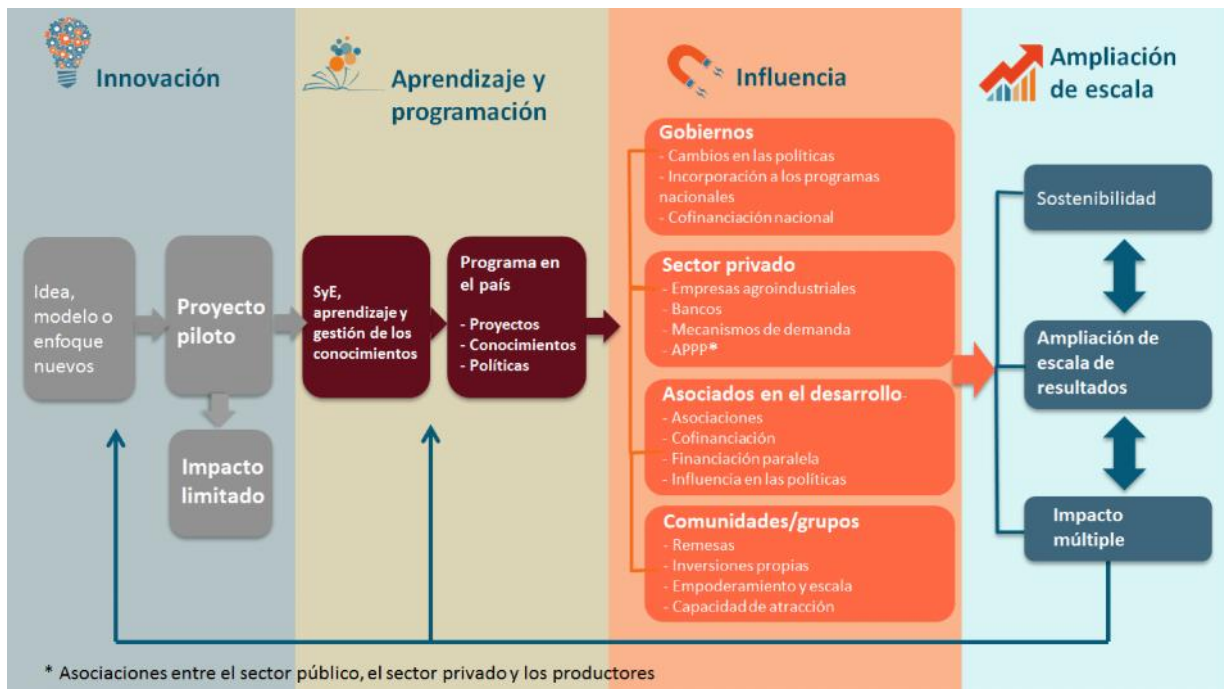 Innovación
Aprendizaje y
programación
Influencia
Ampliación
de escala
Idea,
modelo o
enfoque
nuevos
Proyecto
piloto
Impacto
limitado
SyE,
aprendizaje y
gestión de los
conocimientos
Programa en
el país
- Proyectos
- Conocimientos
- Políticas
Gobiernos
- Cambios en las políticas
- Incorporación a los programas
nacionales
- Cofinanciación nacional
Sector privado
- Empresas agroindustriales
- Bancos
- Mecanismos de demanda
- APPP*
Asociados en el desarrollo-
- Asociaciones
- Cofinanciación
- Financiación paralela
- Influencia en las políticas
Comunidades/grupos
- Remesas
- Inversiones propias
- Empoderamiento y escala
- Capacidad de atracción
Sostenibilidad
Ampliación de
escala de
resultados
Impacto
múltiple
* Asociaciones entre el sector público, el sector privado y los productores